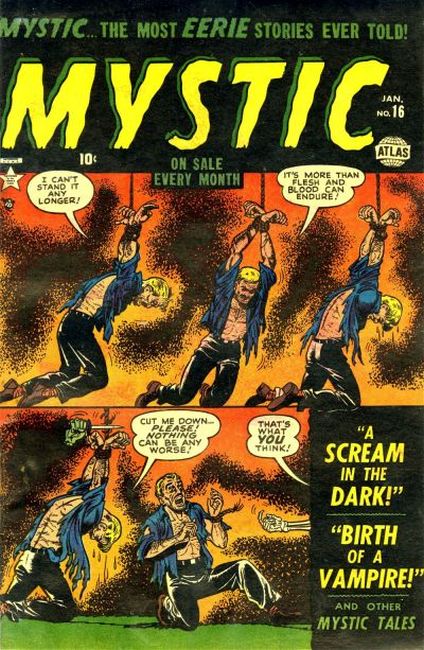 MYSTIC... THE MOST EERIE STORIES EVER TOLD!
MYSTIC
JAN.
NO. 16
10¢
ON SALE
EVERY MONTH
ATLAS
I CAN'T
STAND IT
ANY
LONGER!
IT'S MORE THAN
FLESH AND
BLOOD CAN
ENDURE!
CUT ME DOWN...
PLEASE!
NOTHING
CAN BE ANY
WORSE!
THAT'S
WHAT
YOU
THINK!
"A
SCREAM
IN THE
DARK!"
"BIRTH
OF A
VAMPIRE!"
AND OTHER
MYSTIC TALES